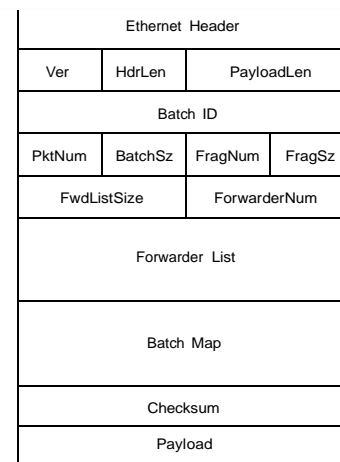 Ethernet Header
Ver HdrLen PayloadLen
Batch ID
PktNum BatchSz FragNum FragSz
FwdListSize ForwarderNum
Forwarder List
Batch Map
Checksum
Payload